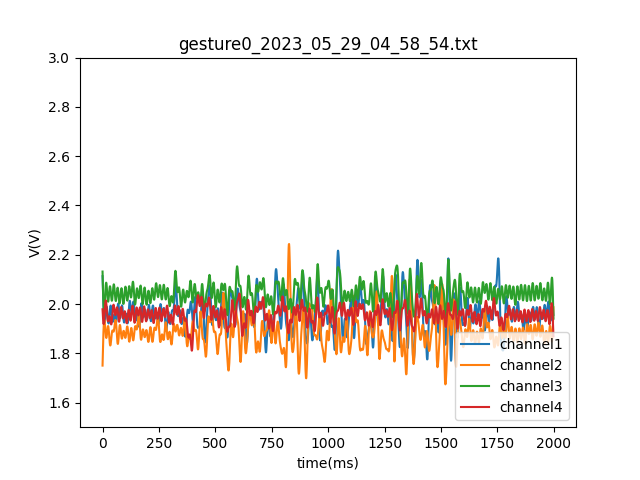 gesture0_2023_05_29_04_58_54.txt
V(V)
3.0
2.8
2.6
2.4
2.2
2.0
1.8
1.6
channel1
channel2
channel3
channel4
0 250 500 750 1000 1250 1500 1750 2000
time(ms)